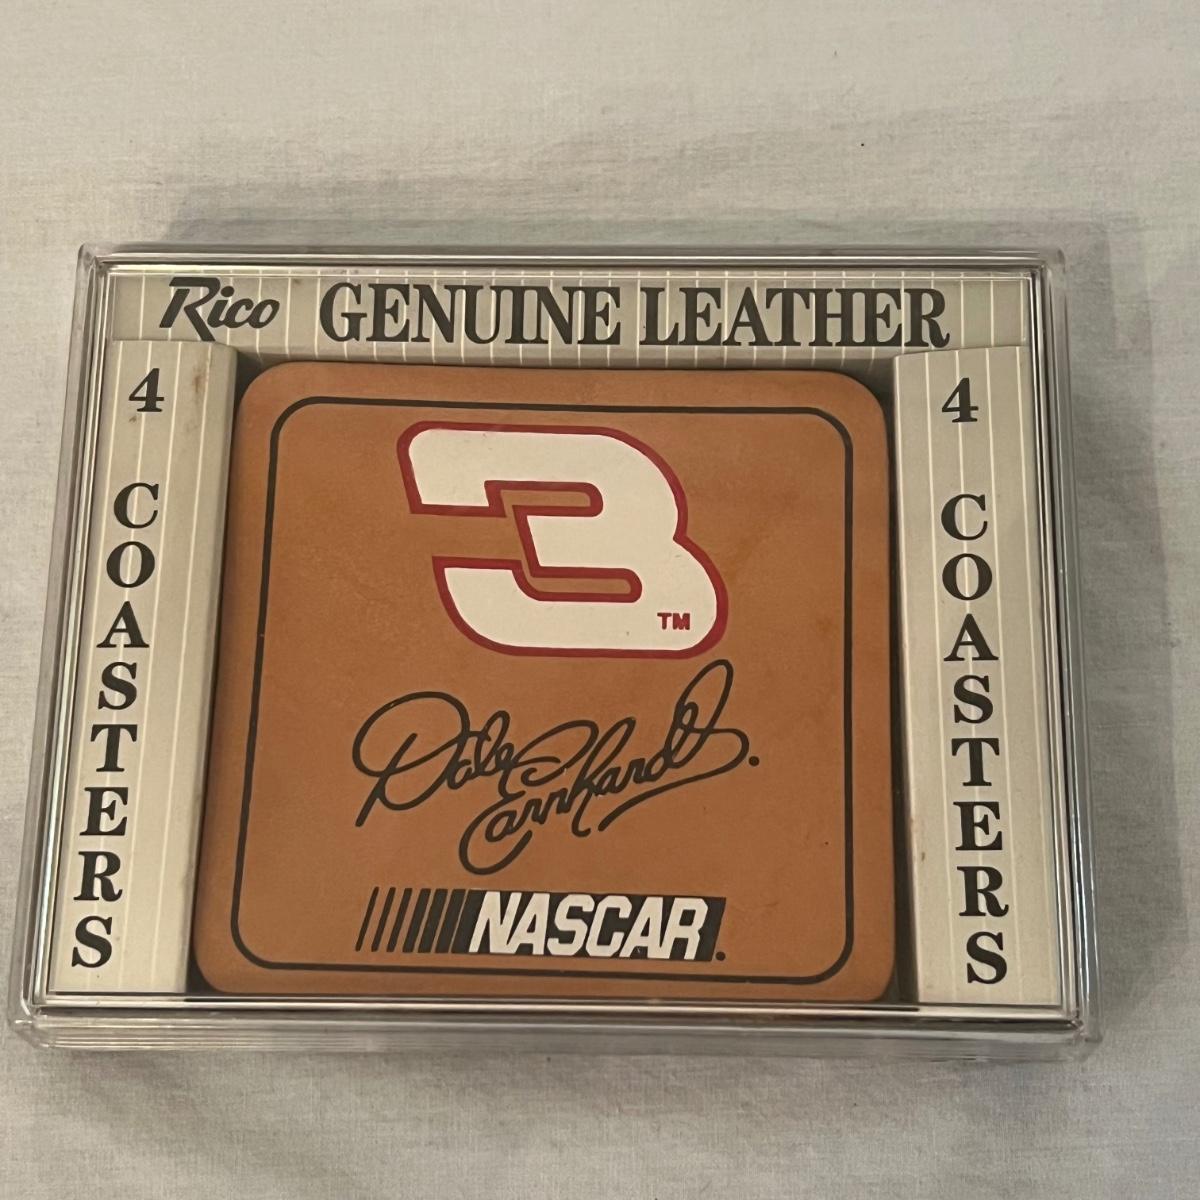 Rico GENUINE LEATHER
4 COASTERS
3
TM
Dale
Earnhardt.
NASCAR.
4 COASTERS